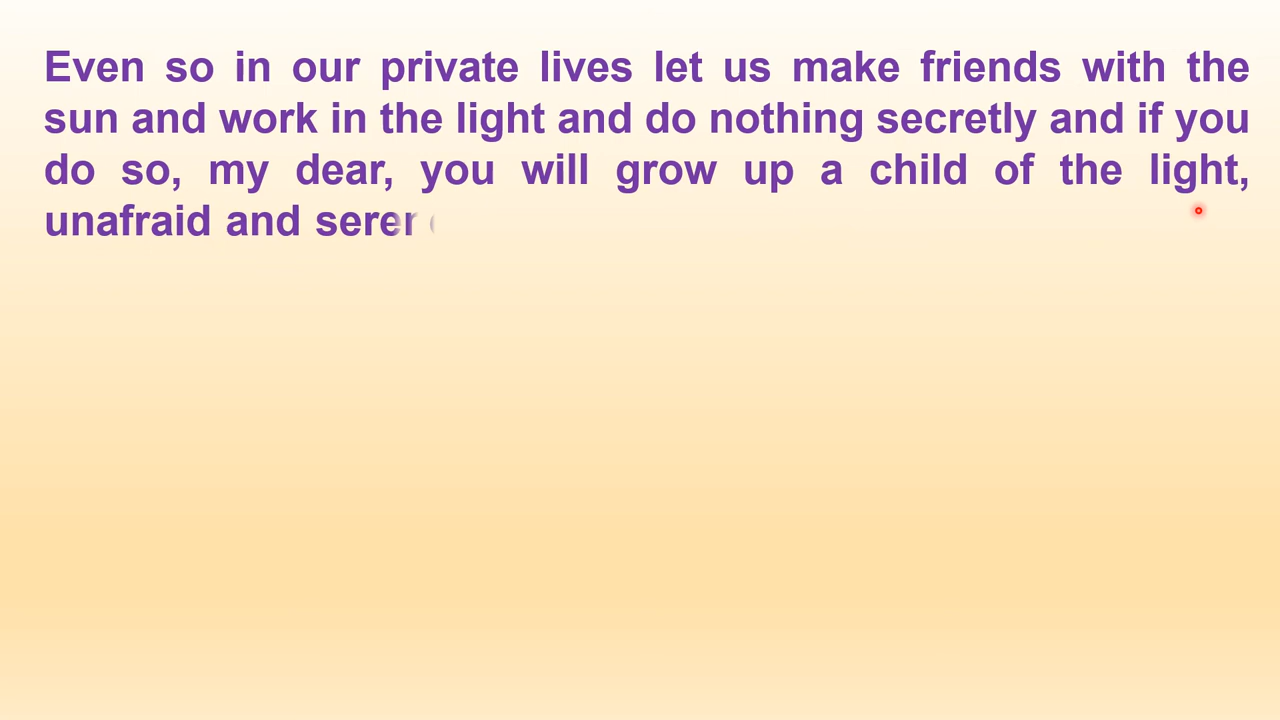 Even so in our private lives let us make friends with the
sun and work in the light and do nothing secretly and if you
do so, my dear, you will grow up a child of the light,
unafraid and